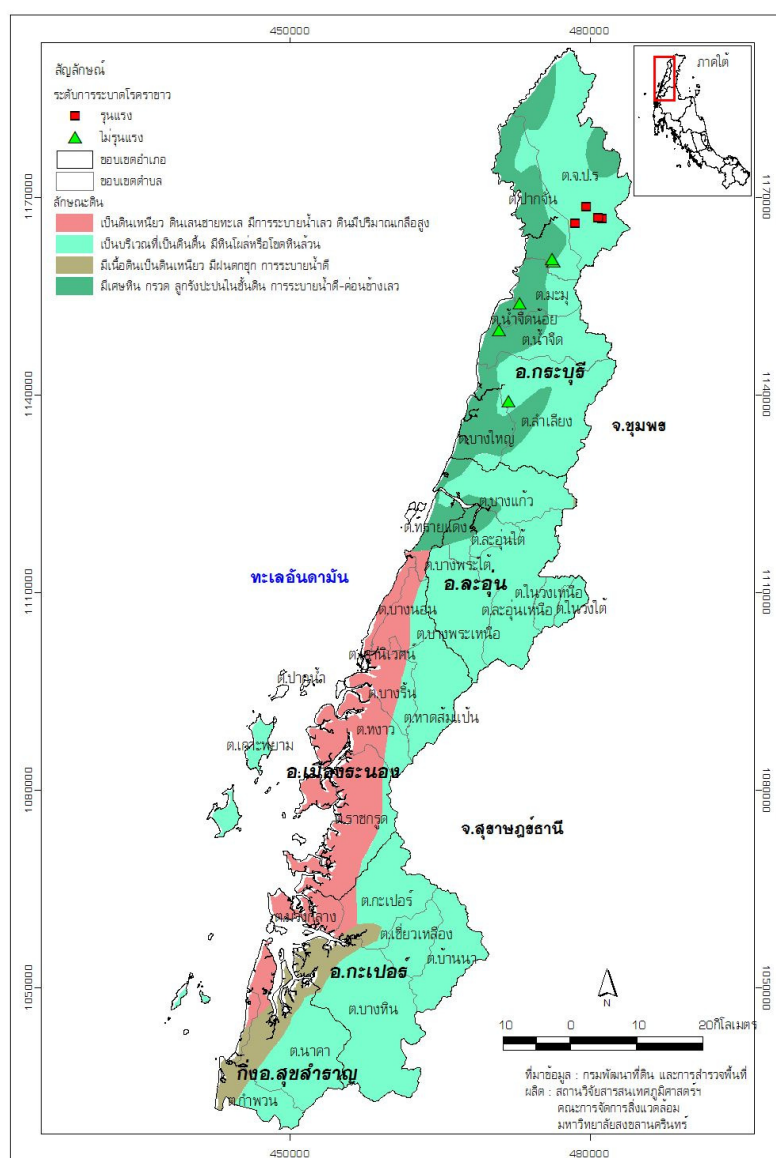 450000
480000
สัญลักษณ์
ระดับการระบาดโรครากขาว
รุนแรง
ไม่รุนแรง
ขอบเขตอำเภอ
ขอบเขตตำบล
ลักษณะดิน
เป็นดินเหนียว ดินเลนชายทะเล มีการระบายน้ำเลว ดินมีปริมาณเกลือสูง
เป็นบริเวณที่เป็นดินตื้น มีหินโผล่หรือโขดหินล้วน
มีเนื้อดินเป็นดินเหนียว มีฝนตกชุก การระบายน้ำดี
มีเศษหิน กรวด ลูกรังปะปนในชั้นดิน การระบายน้ำดี-ค่อนข้างเลว
ภาคใต้
1170000
1170000
ต.จ.ป.ร
ต.ปากจั่น
ต.มะมุ
ต.น้ำจืดน้อย
ต.น้ำจืด
อ.กระบุรี
1140000
1140000
ต.ลำเลียง
จ.ชุมพร
ต.บางใหญ่
ต.บางแก้ว
ต.ทรายแดง
ต.ละอุ่นใต้
ทะเลอันดามัน
ต.บางพระใต้
อ.ละอุ่น
1110000
1110000
ต.ในวงเหนือ
ต.บางนอน
ต.ละอุ่นเหนือ
ต.ในวงใต้
ต.บางพระเหนือ
ต.ปากน้ำ
ต.บางริ้น
ต.หาดส้มแป้น
ต.หงาว
ต.เกาะพยาม
อ.เมืองระนอง
1080000
1080000
ต.ราชกรูด
จ.สุราษฎร์ธานี
ต.กะเปอร์
ต.ม่วงกลาง
ต.เชี่ยวเหลียง
ต.บ้านนา
อ.กะเปอร์
1050000
1050000
ต.บางหิน
N
10 0 10 20กิโลเมตร
ต.นาคา
กิ่งอ.สุขสำราญ
ต.กำพวน
ที่มาข้อมูล : กรมพัฒนาที่ดิน และการสำรวจพื้นที่
ผลิต : สถานวิจัยสารสนเทศภูมิศาสตร์ฯ
คณะการจัดการสิ่งแวดล้อม
มหาวิทยาลัยสงขลานครินทร์
450000
480000